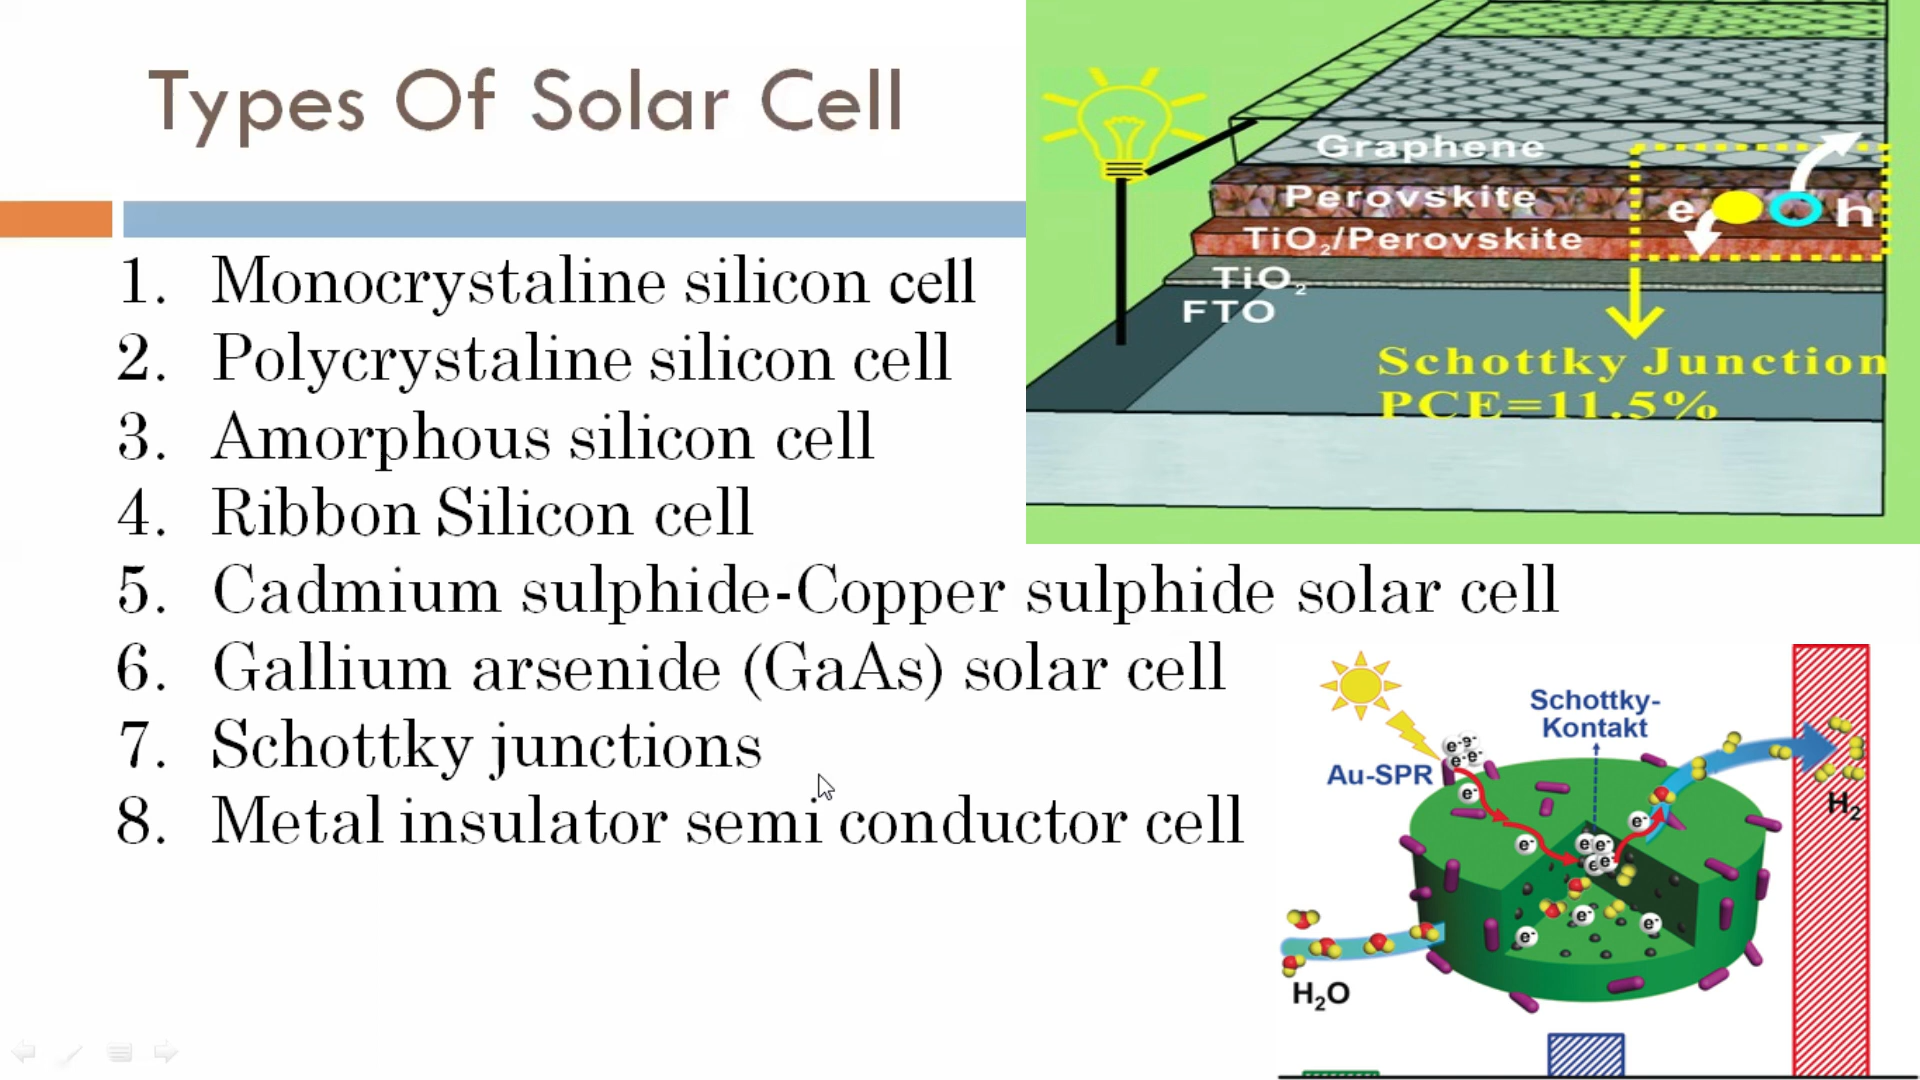 Types Of Solar Cell
1. Monocrystaline silicon cell
2. Polycrystaline silicon cell
3. Amorphous silicon cell
4. Ribbon Silicon cell
5. Cadmium sulphide-Copper sulphide solar cell
6. Gallium arsenide (GaAs) solar cell
7. Schottky junctions
8. Metal insulator semi conductor cell
Graphene
Perovskite
e h
TiO₂/Perovskite
TiO₂
FTO
Schottky Junction
PCE=11.5%
Schottky-
Kontakt
e⁻ e⁻
e⁻ e⁻
Au-SPR
e⁻
H₂
e⁻
e⁻
e⁻ e⁻
e e⁻
e⁻
e⁻
e⁻
H₂O